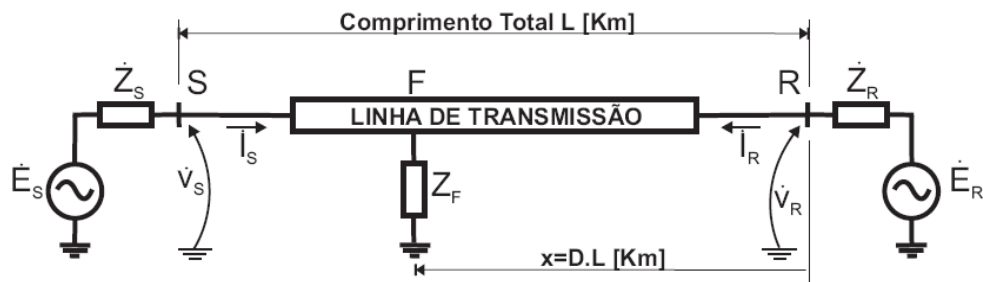 Comprimento Total L [Km]
Ż_S S F R Ż_R
LINHA DE TRANSMISSÃO
İ_S İ_R
Ė_S V̇_S Z_F V̇_R Ė_R
x=D.L [Km]